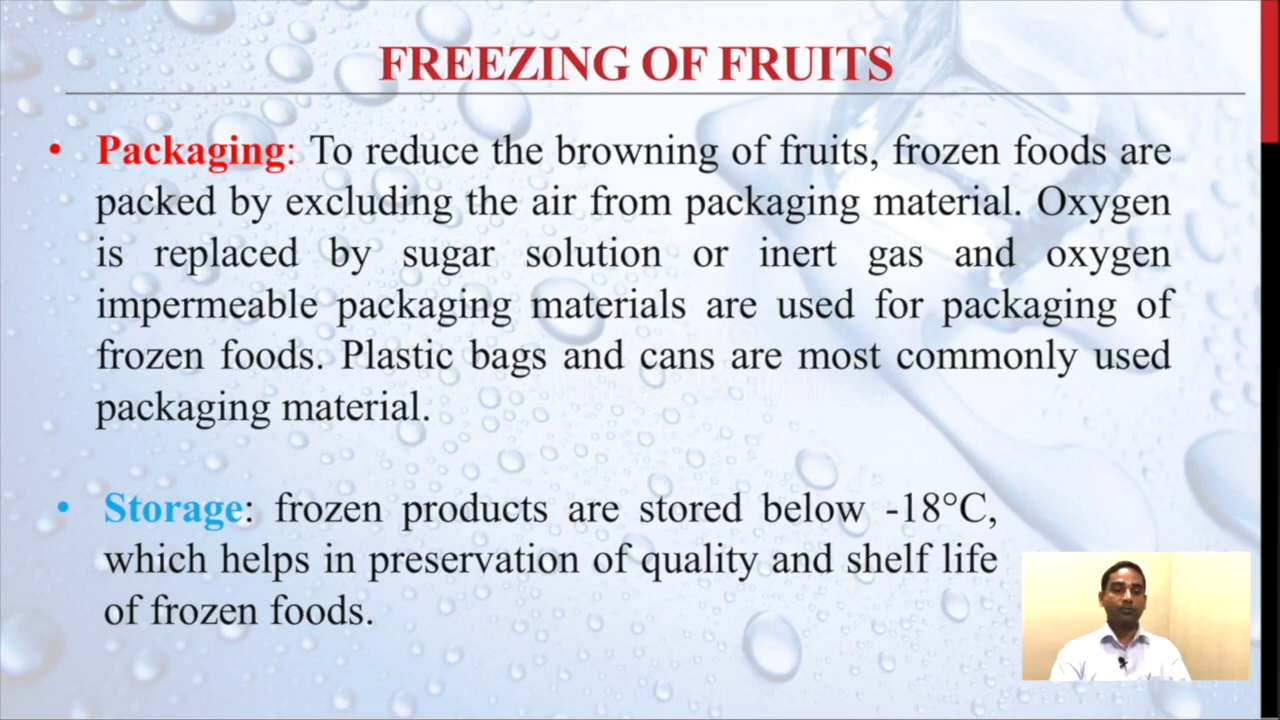 FREEZING OF FRUITS
• Packaging: To reduce the browning of fruits, frozen foods are
packed by excluding the air from packaging material. Oxygen
is replaced by sugar solution or inert gas and oxygen
impermeable packaging materials are used for packaging of
frozen foods. Plastic bags and cans are most commonly used
packaging material.
• Storage: frozen products are stored below -18°C,
which helps in preservation of quality and shelf life
of frozen foods.